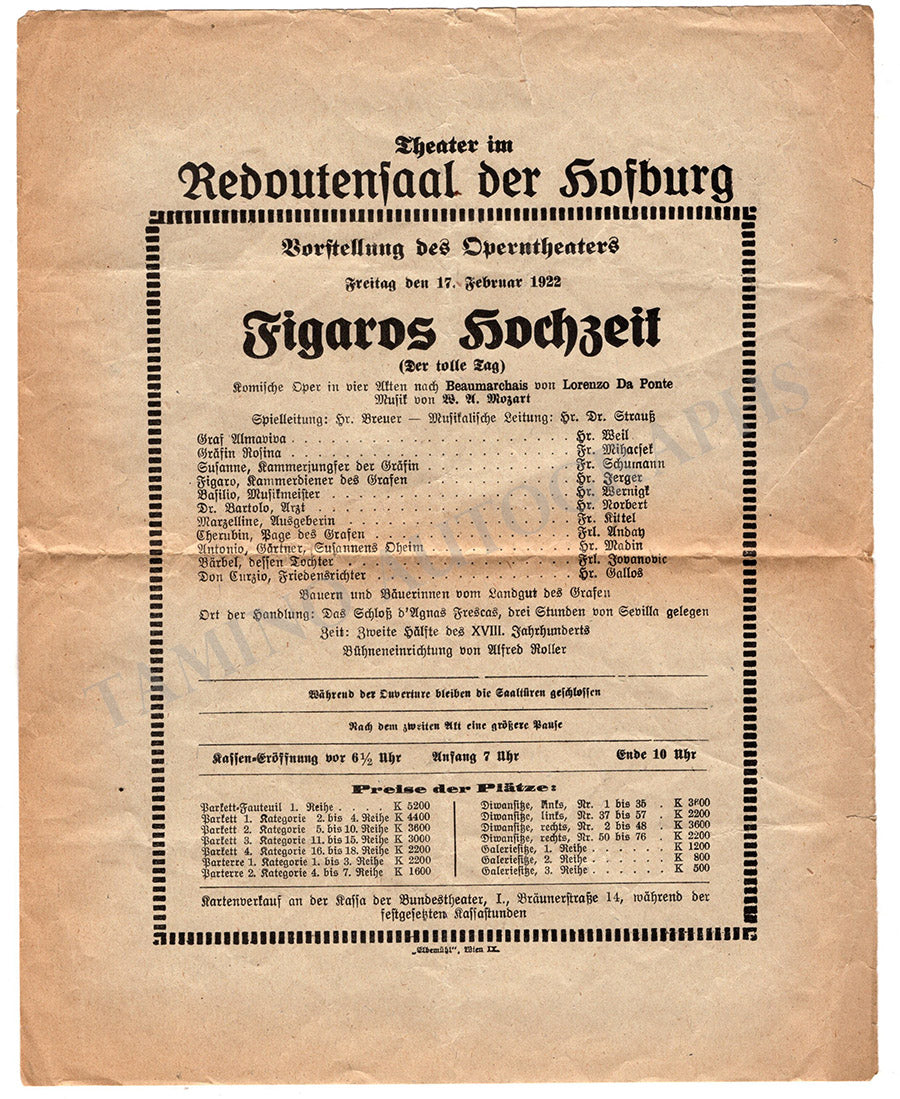 Theater im
Redoutensaal der Hofburg
Vorstellung des Operntheaters
Freitag den 17. Februar 1922
Figaros Hochzeit
(Der tolle Tag)
Komische Oper in vier Akten nach Beaumarchais von Lorenzo Da Ponte
Musik von W. A. Mozart
Spielleitung: Hr. Breuer — Musikalische Leitung: Hr. Dr. Strauß
Graf Almaviva . . . . . . . . . . Hr. Weil
Gräfin Rosina . . . . . . . . . . Fr. Mihacsek
Susanne, Kammerjungfer der Gräfin . . . . . . . . . . Fr. Schumann
Figaro, Kammerdiener des Grafen . . . . . . . . . . Hr. Jerger
Basilio, Musikmeister . . . . . . . . . . Hr. Wernigk
Dr. Bartolo, Arzt . . . . . . . . . . Hr. Norbert
Marzelline, Ausgeberin . . . . . . . . . . Fr. Kittel
Cherubin, Page des Grafen . . . . . . . . . . Frl. Anday
Antonio, Gärtner, Susannens Oheim . . . . . . . . . . Hr. Madin
Bärbel, dessen Tochter . . . . . . . . . . Frl. Jovanovic
Don Curzio, Friedensrichter . . . . . . . . . . Hr. Gallos
Bauern und Bäuerinnen vom Landgut des Grafen
Ort der Handlung: Das Schloß d'Agnas Frescas, drei Stunden von Sevilla gelegen
Zeit: Zweite Hälfte des XVIII. Jahrhunderts
Bühneneinrichtung von Alfred Roller
Während der Ouverture bleiben die Saaltüren geschlossen
Nach dem zweiten Akt eine größere Pause
Kassen-Eröffnung vor 6½ Uhr Anfang 7 Uhr Ende 10 Uhr
Preise der Plätze:
Parkett-Fauteuil 1. Reihe . . . . K 5200
Parkett 1. Kategorie 2. bis 4. Reihe K 4400
Parkett 2. Kategorie 5. bis 10. Reihe K 3600
Parkett 3. Kategorie 11. bis 15. Reihe K 3000
Parkett 4. Kategorie 16. bis 18. Reihe K 2200
Parterre 1. Kategorie 1. bis 3. Reihe K 2200
Parterre 2. Kategorie 4. bis 7. Reihe K 1600
Diwansitze, links, Nr. 1 bis 35 . K 3600
Diwansitze, links, Nr. 37 bis 57 . K 2200
Diwansitze, rechts, Nr. 2 bis 48 . K 3600
Diwansitze, rechts, Nr. 50 bis 76 . K 2200
Galeriesitze, 1. Reihe . . . . . . K 1200
Galeriesitze, 2. Reihe . . . . . . K 800
Galeriesitze, 3. Reihe . . . . . . K 500
Kartenverkauf an der Kassa der Bundestheater, I., Bräunerstraße 14, während der
festgesetzten Kassastunden
„Elbemühl“, Wien IX.
TAMINO AUTOGRAPHS